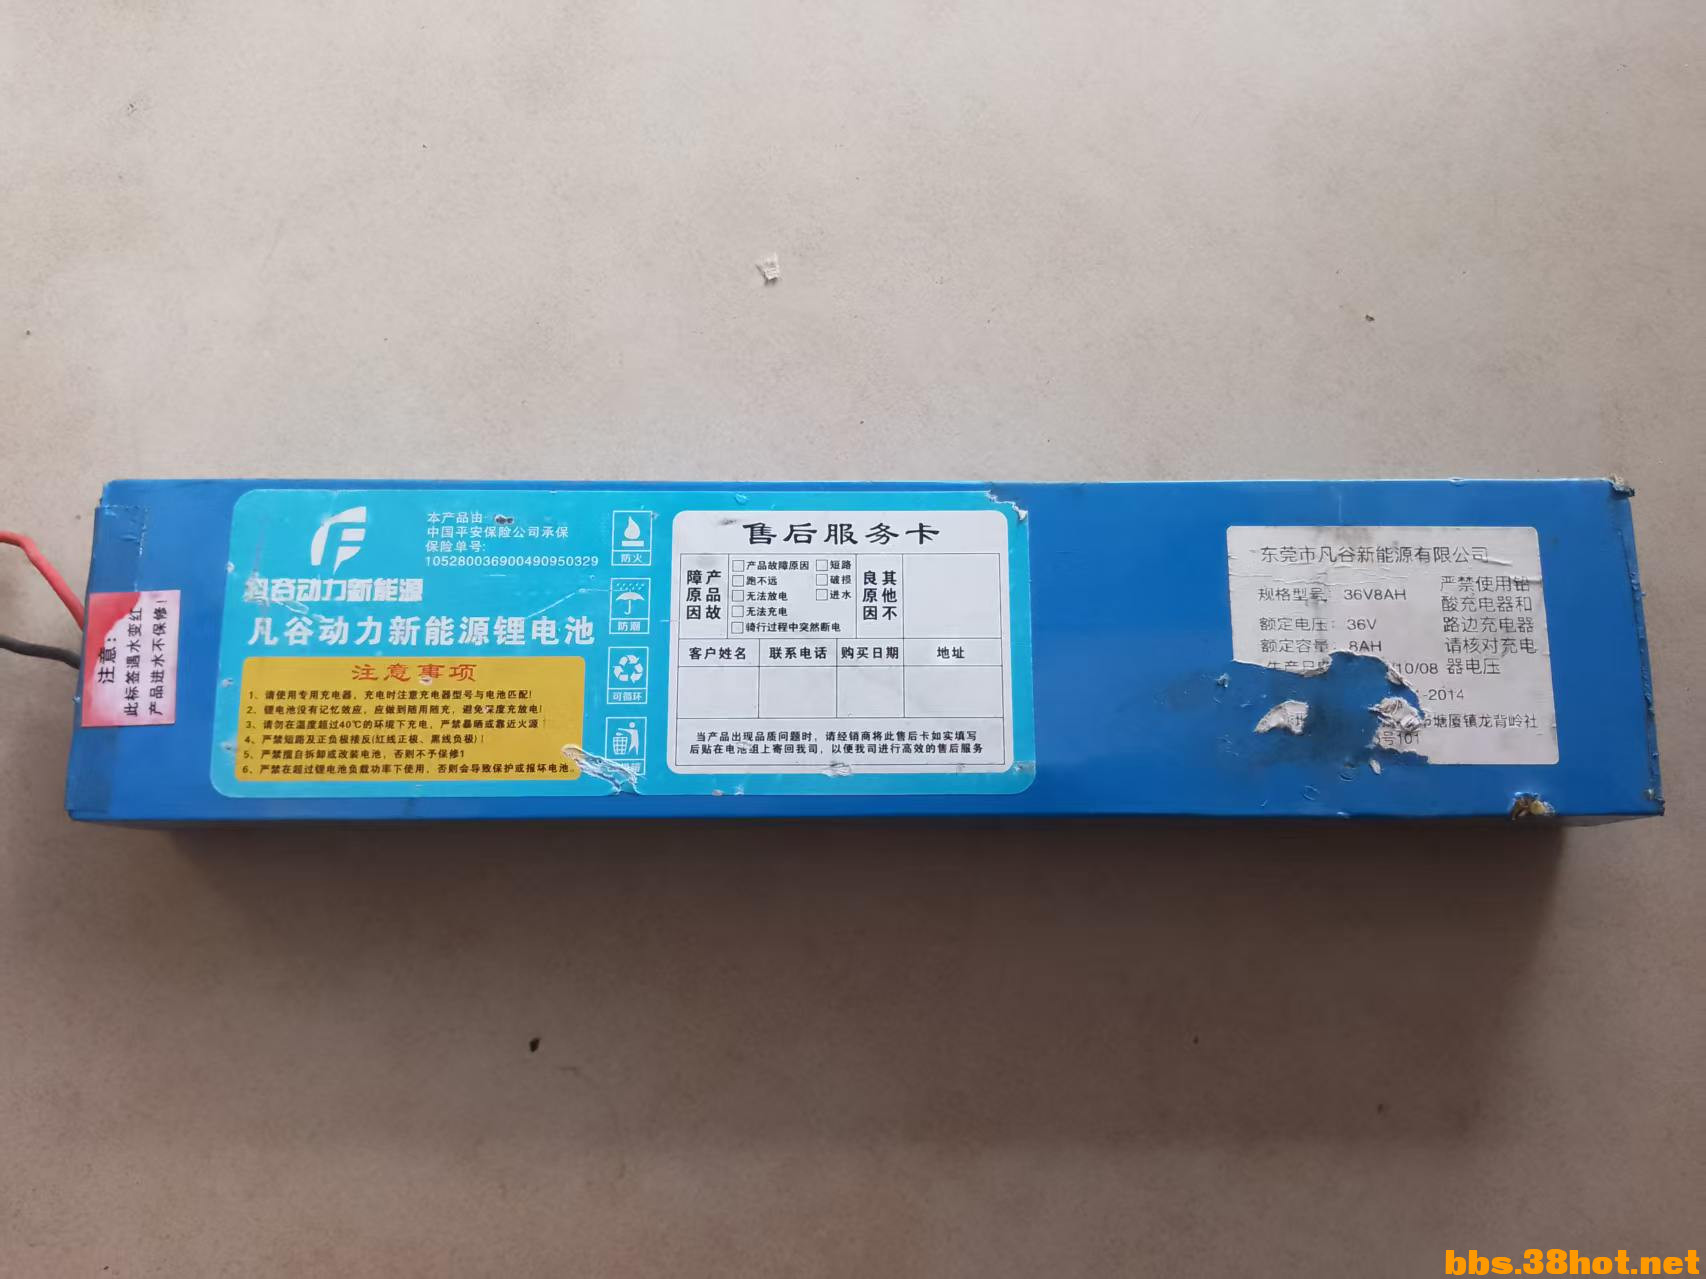 注意:
此标签遇水变红
产品进水不保修!
本产品由
中国平安保险公司承保
保险单号:
105280036900490950329
谷动力新能源
凡谷动力新能源锂电池
注意事项
1、请使用专用充电器，充电时注意充电器型号与电池匹配!
2、锂电池没有记忆效应，应做到随用随充，避免深度充放电!
3、请勿在温度超过40℃的环境下充电，严禁暴晒或靠近火源!
4、严禁短路及正负极接反(红线正极、黑线负极)!
5、严禁擅自拆卸或改装电池，否则不予保修1
6、严禁在超过锂电池负载功率下使用，否则会导致保护或报坏电池。
防火
防潮
可循环
售后服务卡
产品故障原因
产品故障原因
跑不远
无法放电
无法充电
骑行过程中突然断电
短路
破损
进水
其他不良原因
客户姓名
联系电话
购买日期
地址
当产品出现品质问题时，请经销商将此售后卡如实填写
后贴在电池组上寄回我司，以便我司进行高效的售后服务
东莞市凡谷新能源有限公司
规格型号: 36V8AH
额定电压: 36V
额定容量: 8AH
生产品 /10/08
-2014
塘厦镇龙背岭社
号101
严禁使用铅
酸充电器和
路边充电器
请核对充电
器电压
bbs.38hot.net